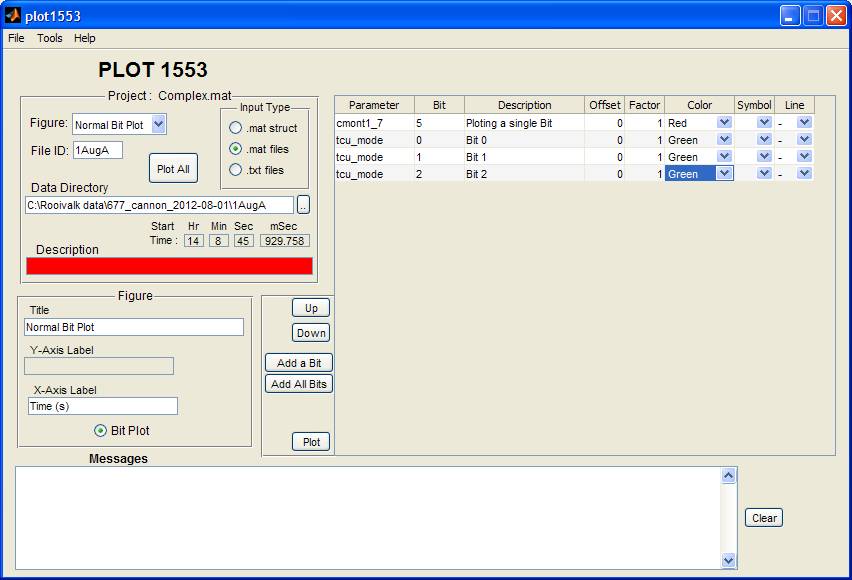 plot1553
File Tools Help
PLOT 1553
Project : Complex.mat
Figure: Normal Bit Plot
File ID: 1AugA
Plot All
Input Type
.mat struct
.mat files
.txt files
Data Directory
C:\Rooivalk data\677_cannon_2012-08-01\1AugA ..
Start Hr Min Sec mSec
Time : 14 8 45 929.758
Description
Parameter Bit Description Offset Factor Color Symbol Line
cmont1_7 5 Ploting a single Bit 0 1 Red -
tcu_mode 0 Bit 0 0 1 Green -
tcu_mode 1 Bit 1 0 1 Green -
tcu_mode 2 Bit 2 0 1 Green -
Figure
Title
Normal Bit Plot
Y-Axis Label
X-Axis Label
Time (s)
Bit Plot
Up
Down
Add a Bit
Add All Bits
Plot
Messages
Clear